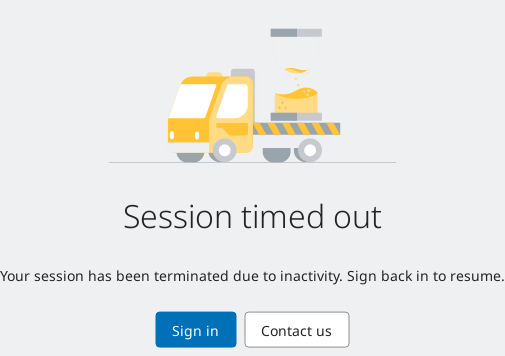 Session timed out
Your session has been terminated due to inactivity. Sign back in to resume.
Sign in
Contact us